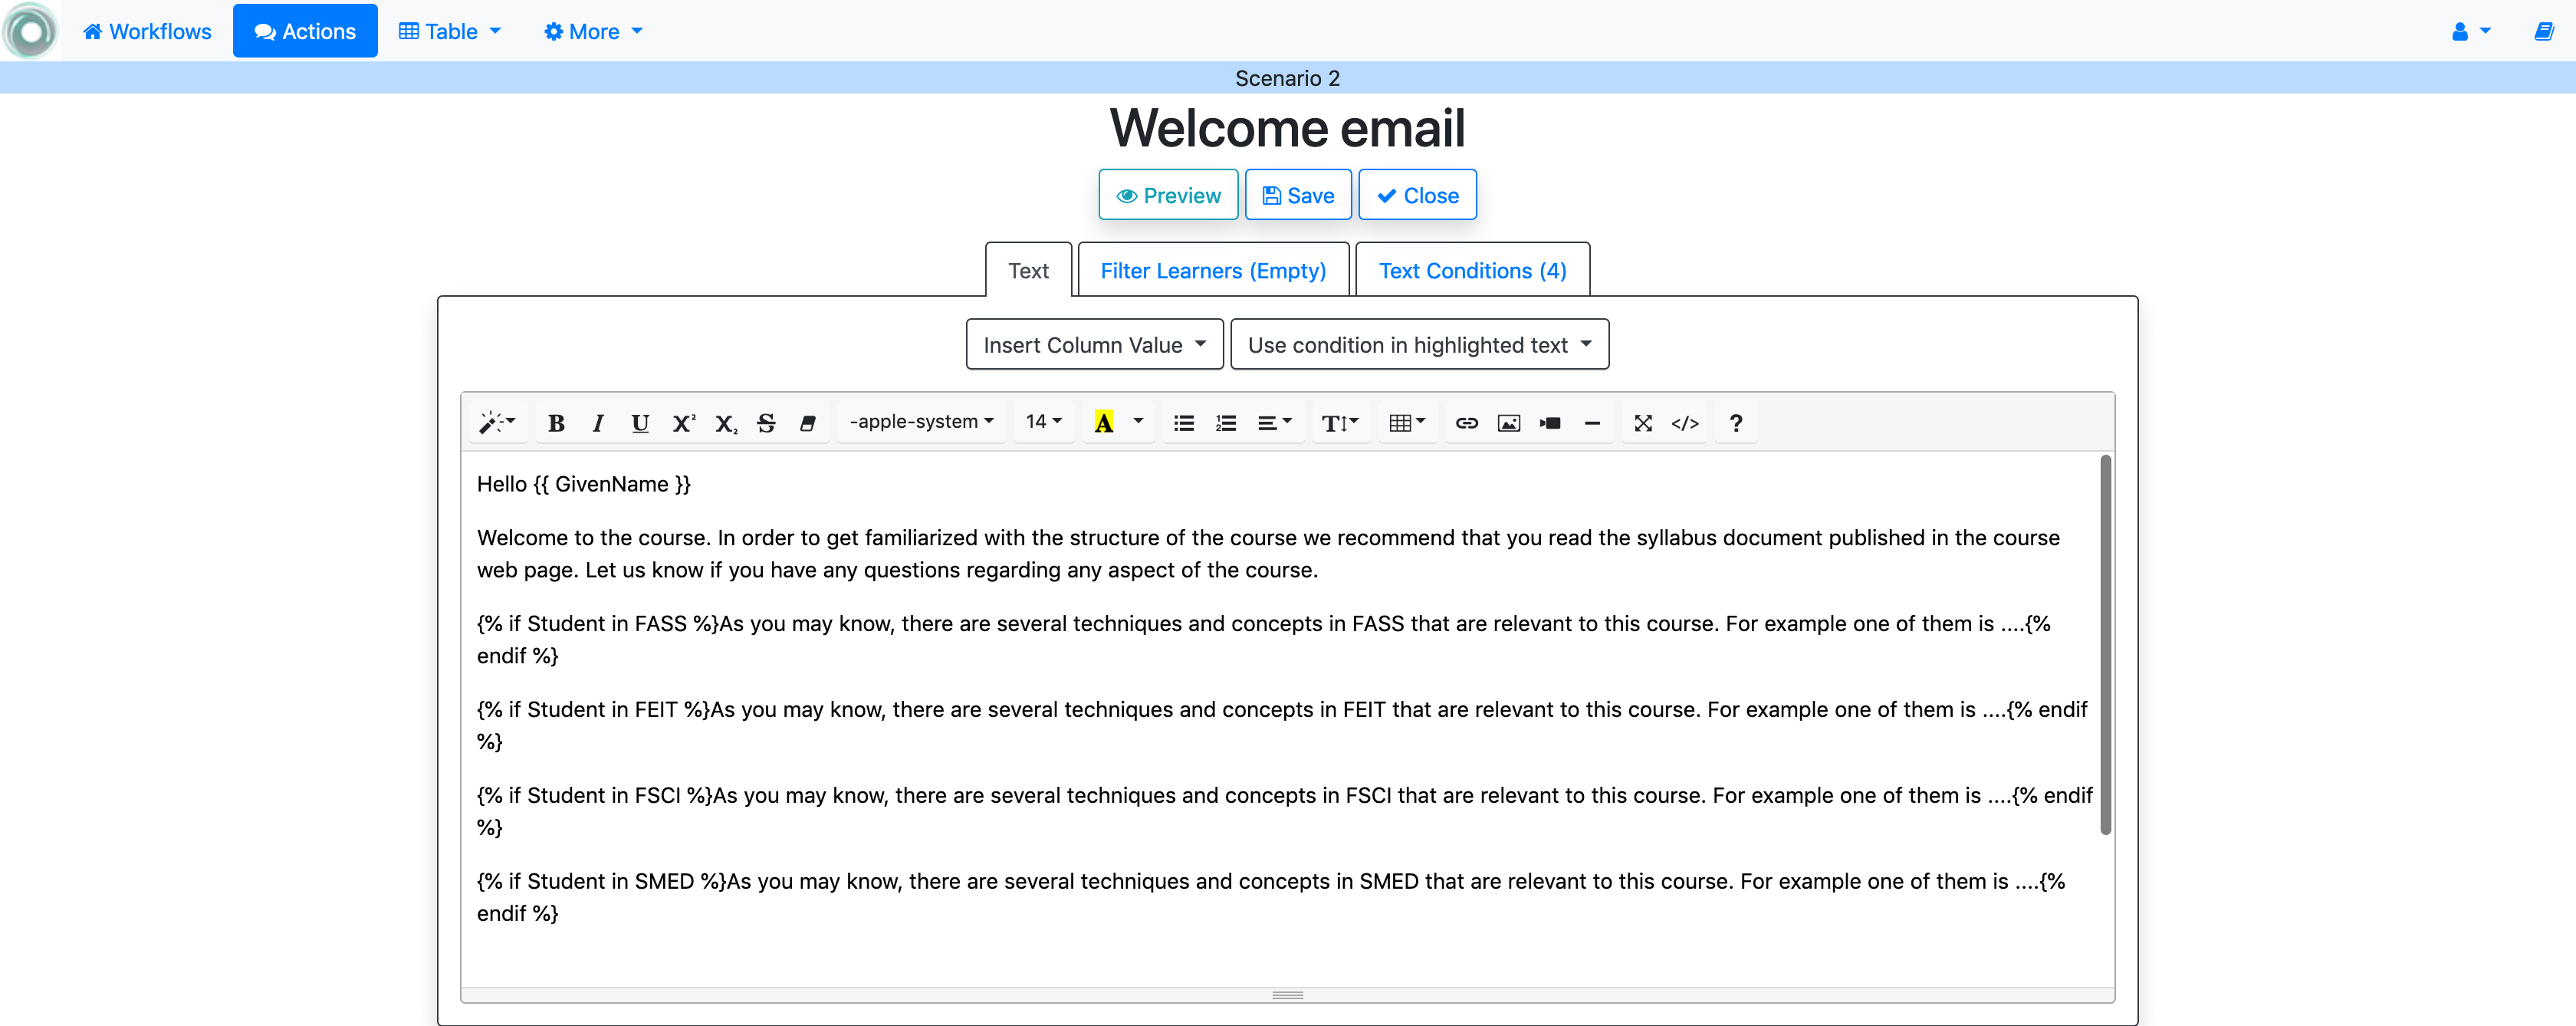 Workflows Actions Table More
Scenario 2
Welcome email
Preview Save Close
Text Filter Learners (Empty) Text Conditions (4)
Insert Column Value Use condition in highlighted text
B I U X² X₂ S -apple-system 14 A T </> ?
Hello {{ GivenName }}
Welcome to the course. In order to get familiarized with the structure of the course we recommend that you read the syllabus document published in the course
web page. Let us know if you have any questions regarding any aspect of the course.
{% if Student in FASS %}As you may know, there are several techniques and concepts in FASS that are relevant to this course. For example one of them is ....{%
endif %}
{% if Student in FEIT %}As you may know, there are several techniques and concepts in FEIT that are relevant to this course. For example one of them is ....{% endif
%}
{% if Student in FSCI %}As you may know, there are several techniques and concepts in FSCI that are relevant to this course. For example one of them is ....{% endif
%}
{% if Student in SMED %}As you may know, there are several techniques and concepts in SMED that are relevant to this course. For example one of them is ....{%
endif %}